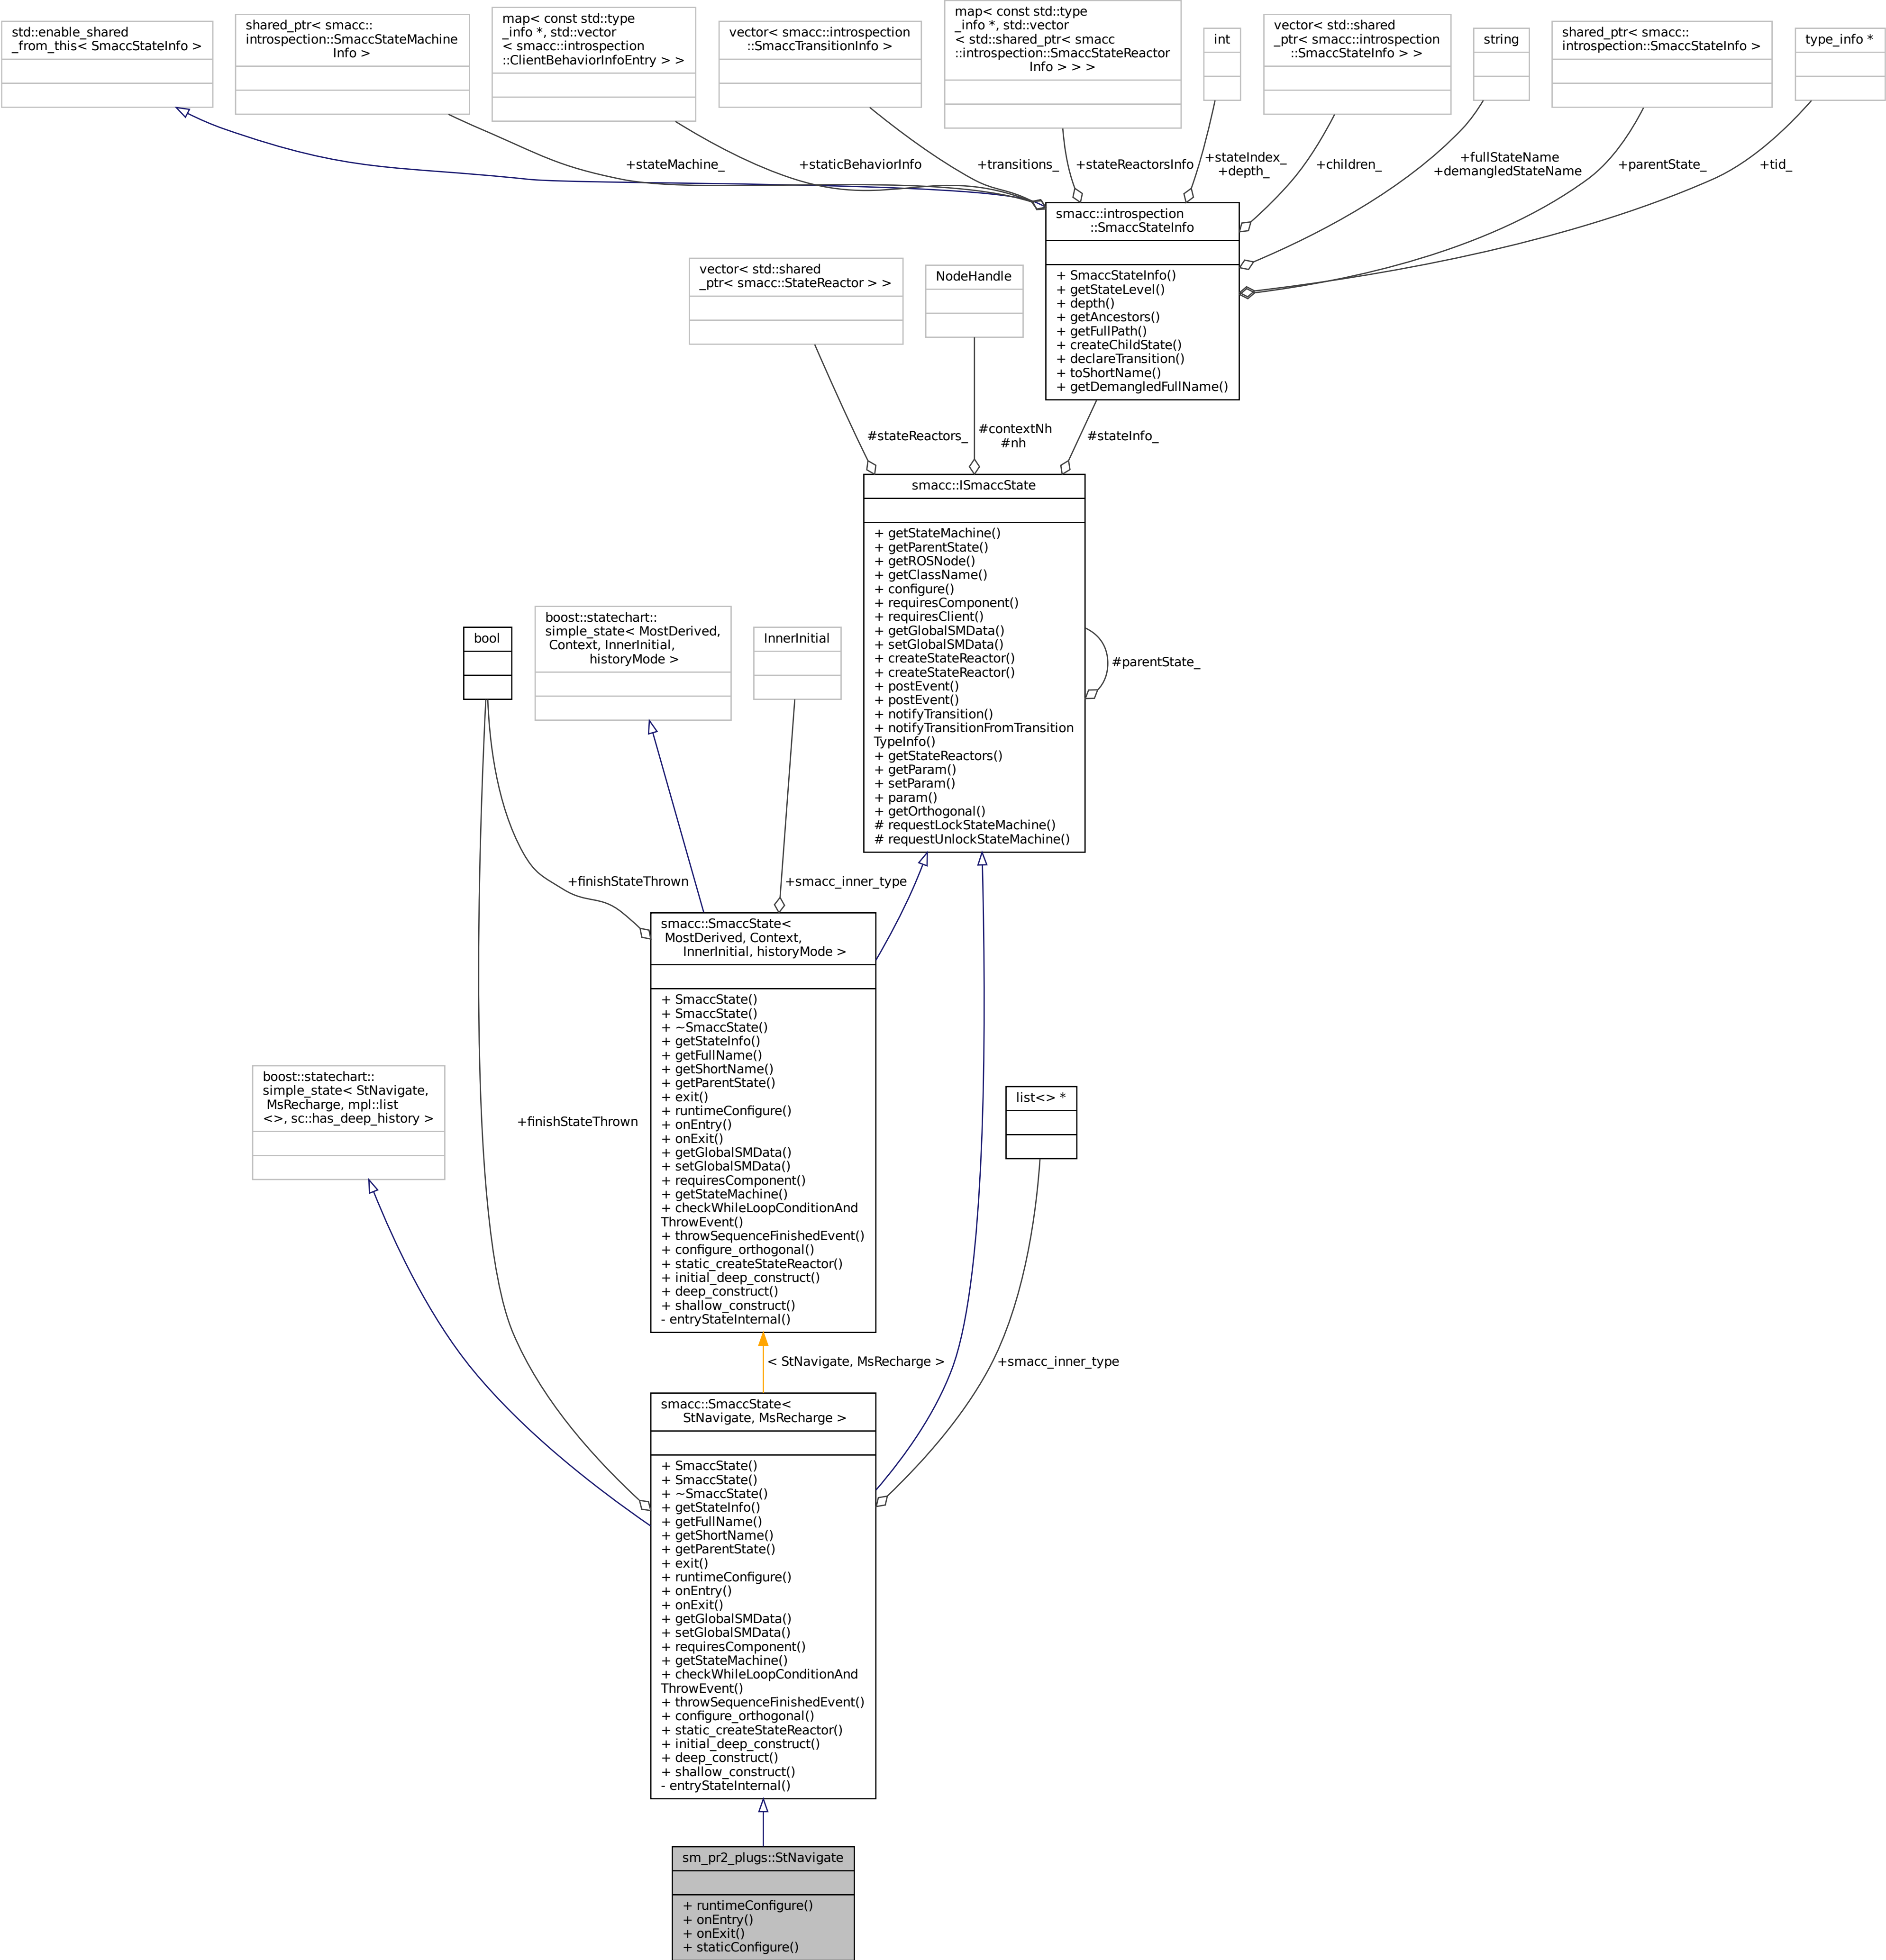 std::enable_shared
_from_this< SmaccStateInfo >
shared_ptr< smacc::
introspection::SmaccStateMachine
Info >
map< const std::type
_info *, std::vector
< smacc::introspection
::ClientBehaviorInfoEntry > >
vector< smacc::introspection
::SmaccTransitionInfo >
map< const std::type
_info *, std::vector
< std::shared_ptr< smacc
::introspection::SmaccStateReactor
Info > > >
int
vector< std::shared
_ptr< smacc::introspection
::SmaccStateInfo > >
string
shared_ptr< smacc::
introspection::SmaccStateInfo >
type_info *
+stateMachine_
+staticBehaviorInfo
+transitions_
+stateReactorsInfo
+stateIndex_
+depth_
+children_
+fullStateName
+demangledStateName
+parentState_
+tid_
smacc::introspection
::SmaccStateInfo
+ SmaccStateInfo()
+ getStateLevel()
+ depth()
+ getAncestors()
+ getFullPath()
+ createChildState()
+ declareTransition()
+ toShortName()
+ getDemangledFullName()
vector< std::shared
_ptr< smacc::StateReactor > >
NodeHandle
#stateReactors_
#contextNh
#nh
#stateInfo_
smacc::ISmaccState
+ getStateMachine()
+ getParentState()
+ getROSNode()
+ getClassName()
+ configure()
+ requiresComponent()
+ requiresClient()
+ getGlobalSMData()
+ setGlobalSMData()
+ createStateReactor()
+ createStateReactor()
+ postEvent()
+ postEvent()
+ notifyTransition()
+ notifyTransitionFromTransition
TypeInfo()
+ getStateReactors()
+ getParam()
+ setParam()
+ param()
+ getOrthogonal()
# requestLockStateMachine()
# requestUnlockStateMachine()
#parentState_
bool
boost::statechart::
simple_state< MostDerived,
Context, InnerInitial,
historyMode >
InnerInitial
+finishStateThrown
+smacc_inner_type
smacc::SmaccState<
MostDerived, Context,
InnerInitial, historyMode >
+ SmaccState()
+ SmaccState()
+ ~SmaccState()
+ getStateInfo()
+ getFullName()
+ getShortName()
+ getParentState()
+ exit()
+ runtimeConfigure()
+ onEntry()
+ onExit()
+ getGlobalSMData()
+ setGlobalSMData()
+ requiresComponent()
+ getStateMachine()
+ checkWhileLoopConditionAnd
ThrowEvent()
+ throwSequenceFinishedEvent()
+ configure_orthogonal()
+ static_createStateReactor()
+ initial_deep_construct()
+ deep_construct()
+ shallow_construct()
- entryStateInternal()
boost::statechart::
simple_state< StNavigate,
MsRecharge, mpl::list
<>, sc::has_deep_history >
+finishStateThrown
list<> *
< StNavigate, MsRecharge >
+smacc_inner_type
smacc::SmaccState<
StNavigate, MsRecharge >
+ SmaccState()
+ SmaccState()
+ ~SmaccState()
+ getStateInfo()
+ getFullName()
+ getShortName()
+ getParentState()
+ exit()
+ runtimeConfigure()
+ onEntry()
+ onExit()
+ getGlobalSMData()
+ setGlobalSMData()
+ requiresComponent()
+ getStateMachine()
+ checkWhileLoopConditionAnd
ThrowEvent()
+ throwSequenceFinishedEvent()
+ configure_orthogonal()
+ static_createStateReactor()
+ initial_deep_construct()
+ deep_construct()
+ shallow_construct()
- entryStateInternal()
sm_pr2_plugs::StNavigate
+ runtimeConfigure()
+ onEntry()
+ onExit()
+ staticConfigure()